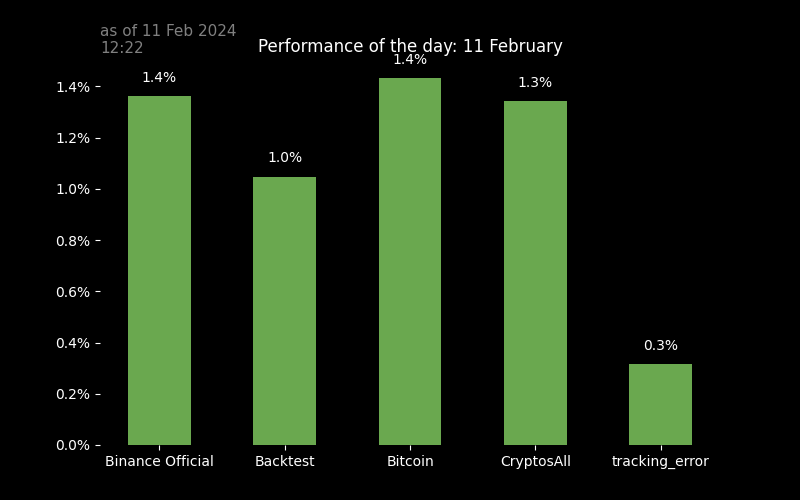 as of 11 Feb 2024
12:22
Performance of the day: 11 February
1.4%
1.0%
1.4%
1.3%
0.3%
1.4%
1.2%
1.0%
0.8%
0.6%
0.4%
0.2%
0.0%
Binance Official
Backtest
Bitcoin
CryptosAll
tracking_error